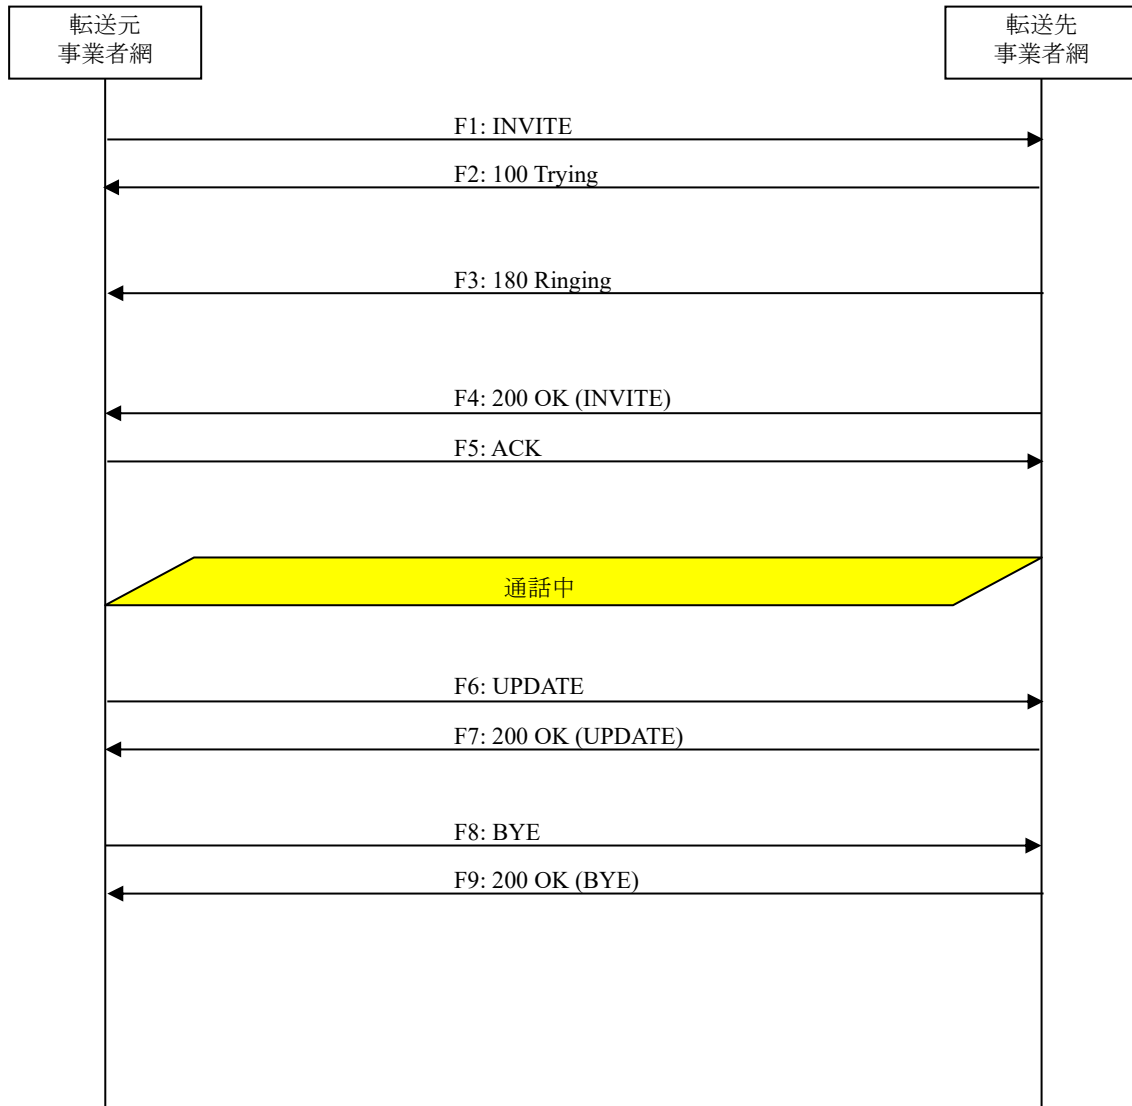 転送元
事業者網
転送先
事業者網
F1: INVITE
F2: 100 Trying
F3: 180 Ringing
F4: 200 OK (INVITE)
F5: ACK
通話中
F6: UPDATE
F7: 200 OK (UPDATE)
F8: BYE
F9: 200 OK (BYE)